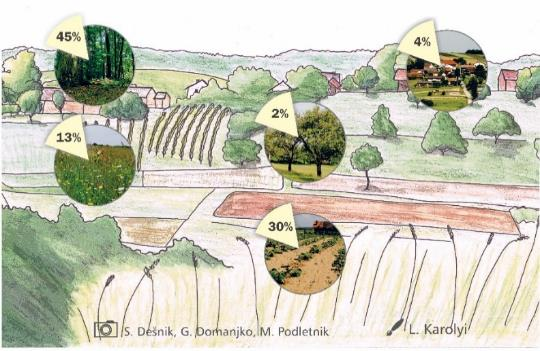 45%
4%
13%
2%
30%
S. Dešnik, G. Domanjko, M. Podletnik
L. Karolyi